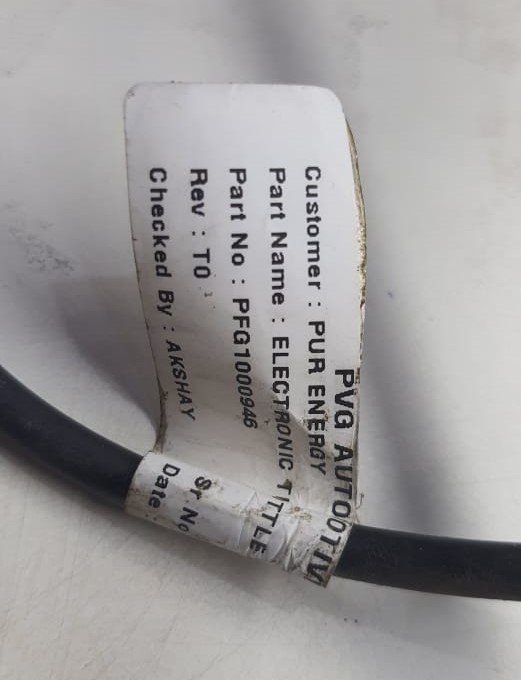 PVG AUTOOTIV
Customer : PUR ENERGY
Part Name : ELECTRONIC TITTLE
Part No : PFG1000946
Rev : T0
Sr No
Checked By : AKSHAY
Date